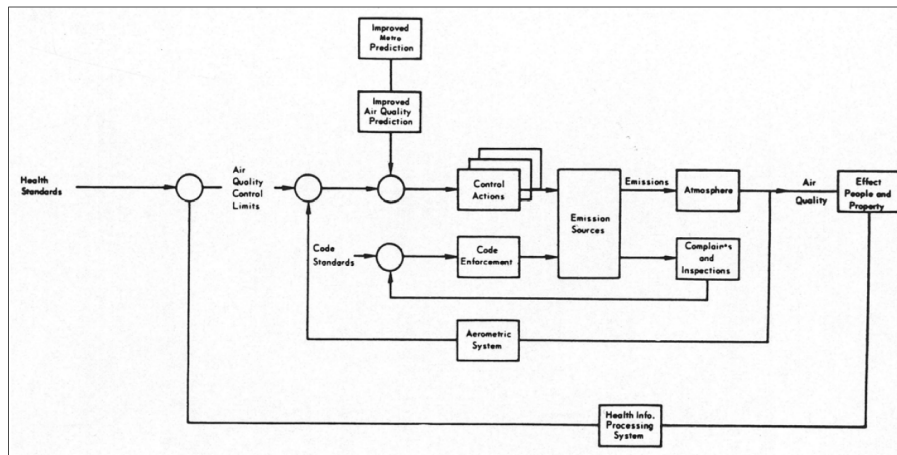 Improved
Metro
Prediction
Improved
Air Quality
Prediction
Health
Standards
Air
Quality
Control
Limits
Control
Actions
Emission
Sources
Emissions
Atmosphere
Air
Quality
Effect
People and
Property
Code
Standards
Code
Enforcement
Complaints
and
Inspections
Aerometric
System
Health Info.
Processing
System